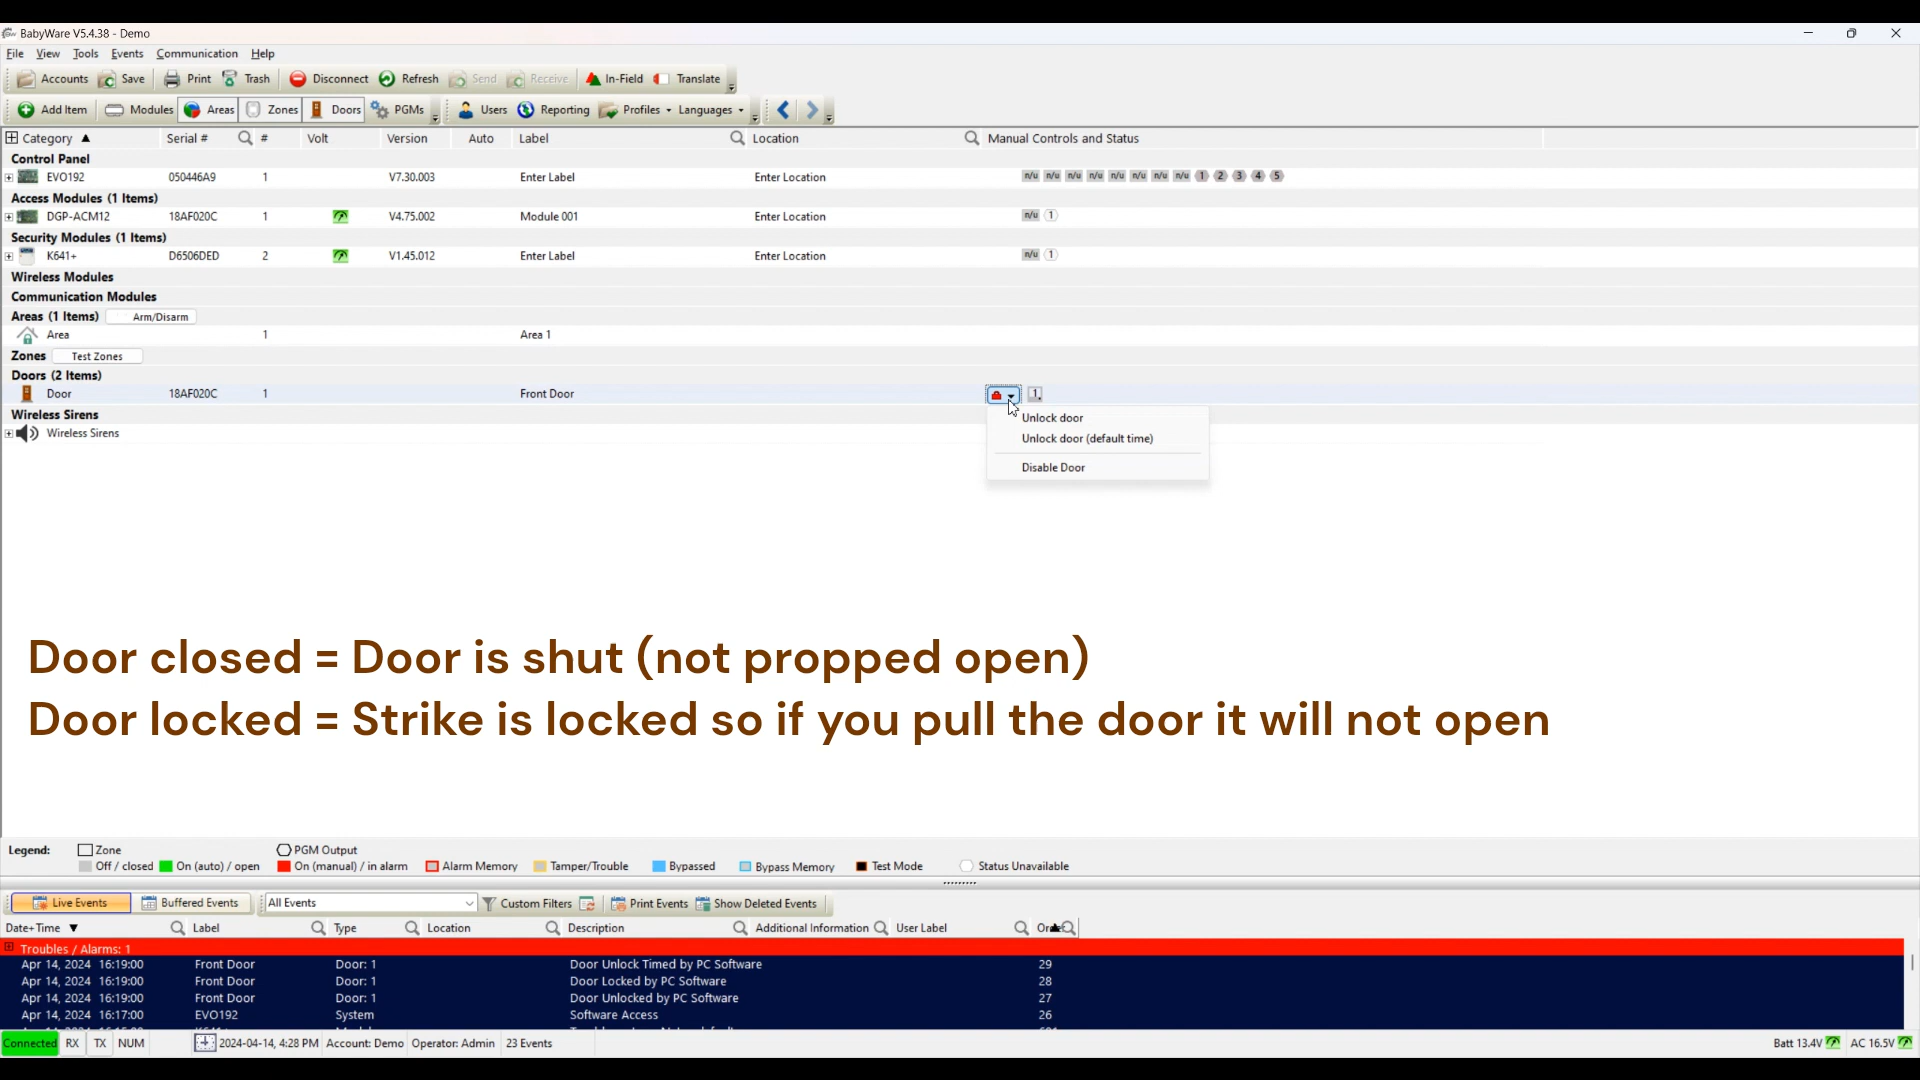 BabyWare V5.4.38 - Demo
File View Tools Events Communication Help
Accounts Save Print Trash Disconnect Refresh Send Receive In-Field Translate
Add Item Modules Areas Zones Doors PGMs Users Reporting Profiles Languages
Category Serial # # Volt Version Auto Label Location Manual Controls and Status
Control Panel
EVO192 050446A9 1 V7.30.003 Enter Label Enter Location n/u n/u n/u n/u n/u n/u n/u n/u 1 2 3 4 5
Access Modules (1 Items)
DGP-ACM12 18AF020C 1 V4.75.002 Module 001 Enter Location n/u 1
Security Modules (1 Items)
K641+ D6506DED 2 V1.45.012 Enter Label Enter Location n/u 1
Wireless Modules
Communication Modules
Areas (1 Items) Arm/Disarm
Area 1 Area 1
Zones Test Zones
Doors (2 Items)
Door 18AF020C 1 Front Door 1
Wireless Sirens
Unlock door
Wireless Sirens
Unlock door (default time)
Disable Door
Door closed = Door is shut (not propped open)
Door locked = Strike is locked so if you pull the door it will not open
Legend: Zone PGM Output
Off / closed On (auto) / open On (manual) / in alarm Alarm Memory Tamper/Trouble Bypassed Bypass Memory Test Mode Status Unavailable
Live Events Buffered Events All Events Custom Filters Print Events Show Deleted Events
Date+Time Label Type Location Description Additional Information User Label
Troubles / Alarms: 1
Apr 14, 2024 16:19:00 Front Door Door: 1 Door Unlock Timed by PC Software 29
Apr 14, 2024 16:19:00 Front Door Door: 1 Door Locked by PC Software 28
Apr 14, 2024 16:19:00 Front Door Door: 1 Door Unlocked by PC Software 27
Apr 14, 2024 16:17:00 EVO192 System Software Access 26
Connected RX TX NUM 2024-04-14, 4:28 PM Account: Demo Operator: Admin 23 Events Batt 13.4V AC 16.5V